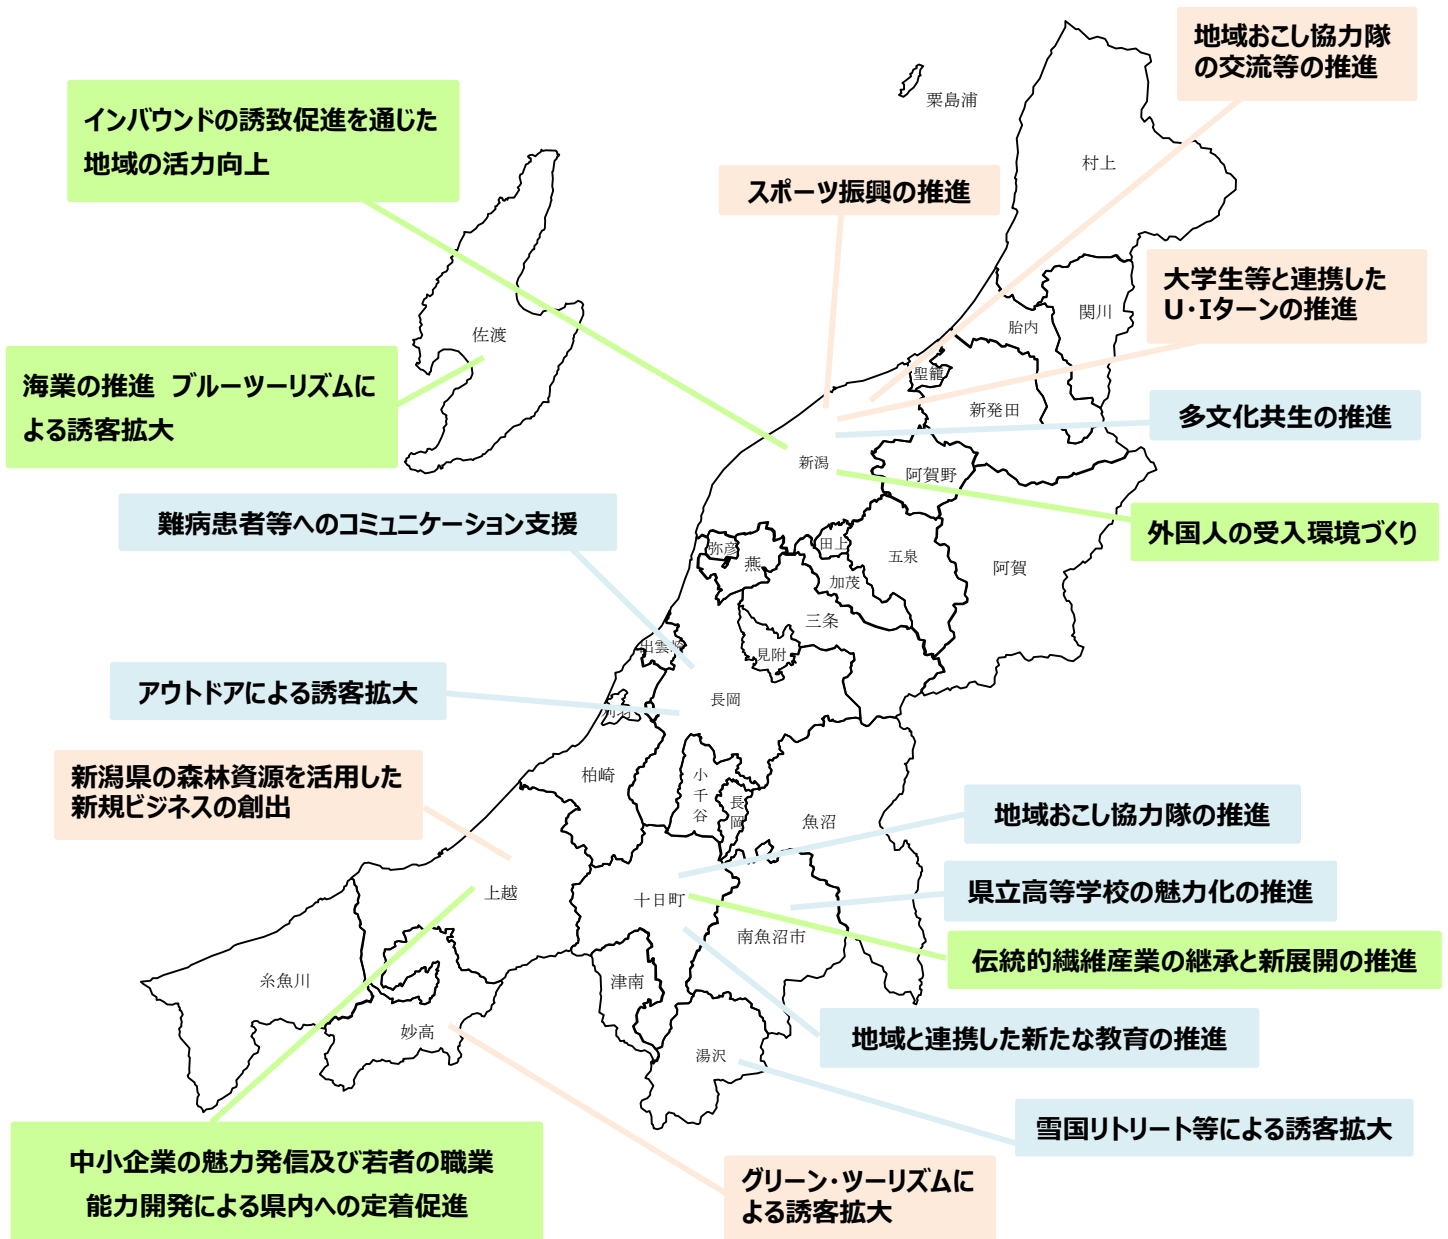 地域おこし協力隊
の交流等の推進
粟島浦
インバウンドの誘致促進を通じた
地域の活力向上
村上
スポーツ振興の推進
大学生等と連携した
U・Iターンの推進
関川
胎内
佐渡
聖籠
海業の推進 ブルーツーリズムに
よる誘客拡大
新発田
多文化共生の推進
新潟
阿賀野
難病患者等へのコミュニケーション支援
外国人の受入環境づくり
弥彦
燕
田上
五泉
阿賀
加茂
三条
出雲崎
見附
アウトドアによる誘客拡大
長岡
刈羽
新潟県の森林資源を活用した
新規ビジネスの創出
柏崎
小千谷
長岡
魚沼
地域おこし協力隊の推進
上越
十日町
県立高等学校の魅力化の推進
南魚沼市
伝統的繊維産業の継承と新展開の推進
糸魚川
津南
妙高
地域と連携した新たな教育の推進
湯沢
雪国リトリート等による誘客拡大
中小企業の魅力発信及び若者の職業
能力開発による県内への定着促進
グリーン・ツーリズムに
よる誘客拡大